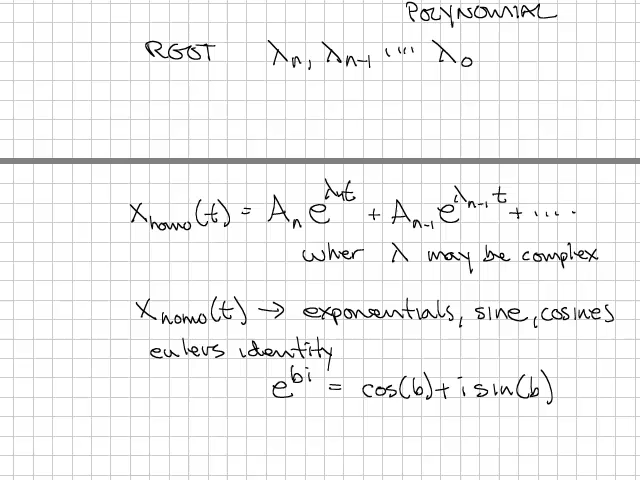 POLYNOMIAL
ROOT λn, λn-1 .... λ0
Xhomo(t) = An e^λnt + An-1 e^λn-1 t + ....
wher λ may be complex
Xhomo(t) → exponentials, sine, cosines
eulers identity
e^bi = cos(b) + i sin(b)